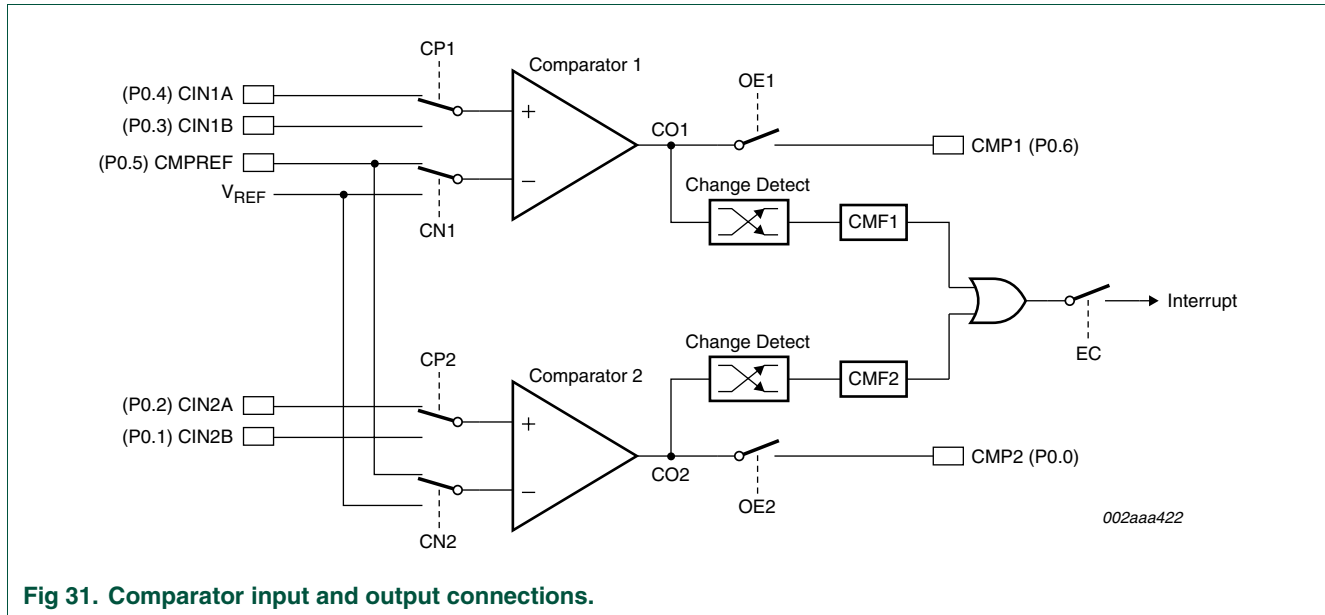 CP1
Comparator 1
OE1
(P0.4) CIN1A
(P0.3) CIN1B
+
CO1
CMP1 (P0.6)
(P0.5) CMPREF
−
Change Detect
VREF
CN1
CMF1
Interrupt
EC
Change Detect
CP2
Comparator 2
CMF2
(P0.2) CIN2A
(P0.1) CIN2B
+
CO2
CMP2 (P0.0)
−
OE2
CN2
002aaa422
Fig 31. Comparator input and output connections.